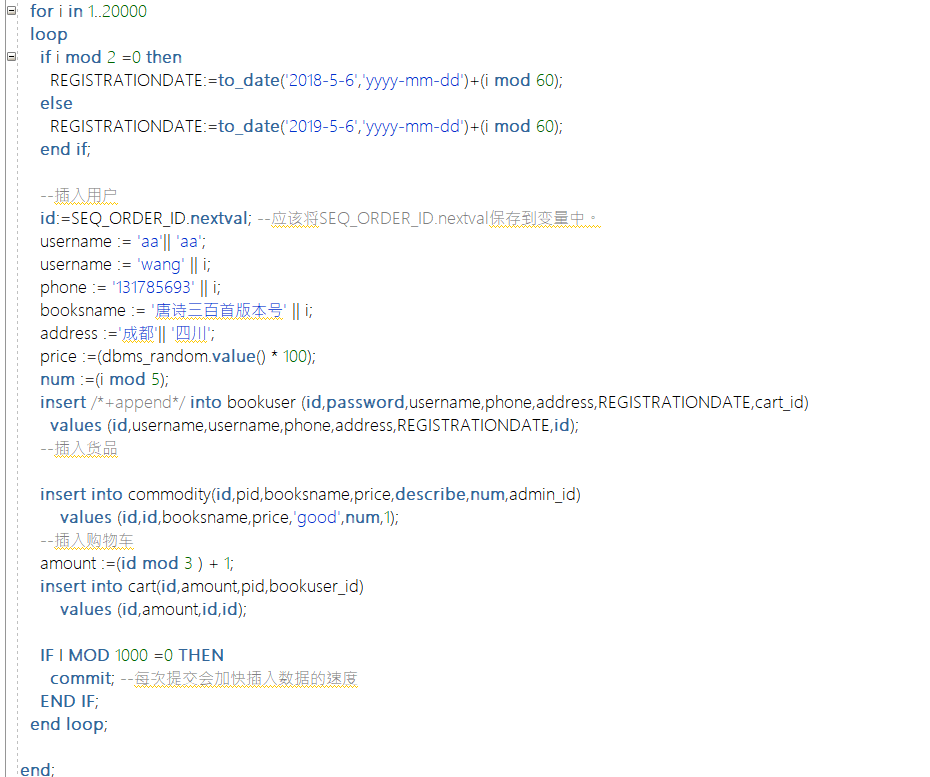 for i in 1..20000
loop
if i mod 2 =0 then
REGISTRATIONDATE:=to_date('2018-5-6','yyyy-mm-dd')+(i mod 60);
else
REGISTRATIONDATE:=to_date('2019-5-6','yyyy-mm-dd')+(i mod 60);
end if;
--插入用户
id:=SEQ_ORDER_ID.nextval; --应该将SEQ_ORDER_ID.nextval保存到变量中。
username := 'aa'|| 'aa';
username := 'wang' || i;
phone := '131785693' || i;
booksname := '唐诗三百首版本号' || i;
address :='成都'|| '四川';
price :=(dbms_random.value() * 100);
num :=(i mod 5);
insert /*+append*/ into bookuser (id,password,username,phone,address,REGISTRATIONDATE,cart_id)
values (id,username,username,phone,address,REGISTRATIONDATE,id);
--插入货品
insert into commodity(id,pid,booksname,price,describe,num,admin_id)
values (id,id,booksname,price,'good',num,1);
--插入购物车
amount :=(id mod 3 ) + 1;
insert into cart(id,amount,pid,bookuser_id)
values (id,amount,id,id);
IF I MOD 1000 =0 THEN
commit; --每次提交会加快插入数据的速度
END IF;
end loop;
end;